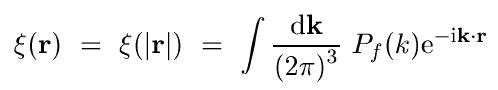 ξ(𝐫) = ξ(|𝐫|) = ∫ d𝐤/(2π)³ P_f(k)e^{−i𝐤·𝐫}